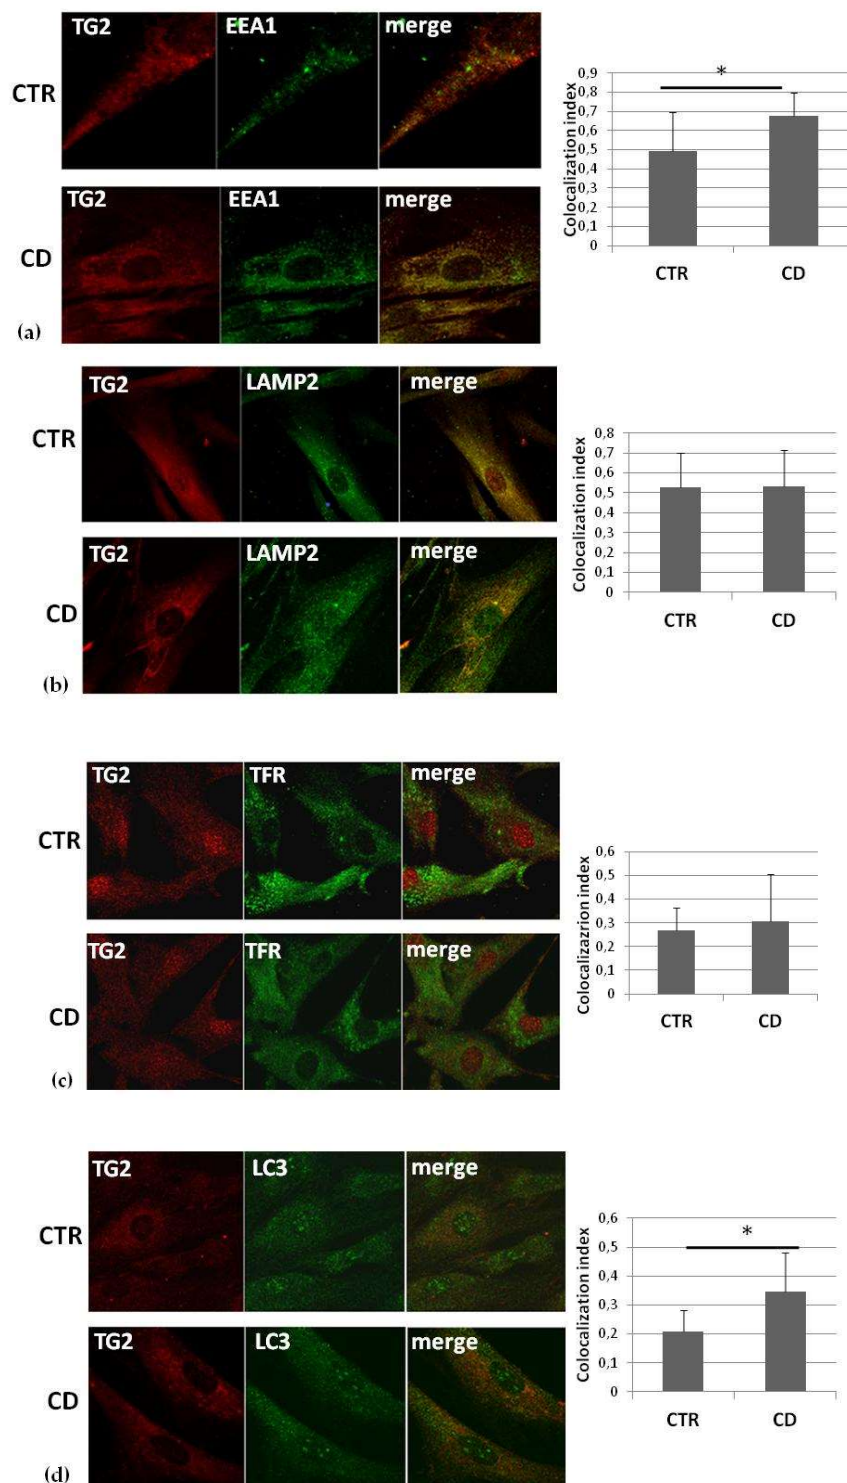 TG2 EEA1 merge
CTR
TG2 EEA1 merge
CD
(a)
Colocalization index
0,9
0,8
0,7
0,6
0,5
0,4
0,3
0,2
0,1
0
*
CTR CD
TG2 LAMP2 merge
CTR
TG2 LAMP2 merge
CD
(b)
Colocalization index
0,8
0,7
0,6
0,5
0,4
0,3
0,2
0,1
0
CTR CD
TG2 TFR merge
CTR
TG2 TFR merge
CD
(c)
Colocalizazrion index
0,6
0,5
0,4
0,3
0,2
0,1
0
CTR CD
TG2 LC3 merge
CTR
TG2 LC3 merge
CD
(d)
Colocalization index
0,6
0,5
0,4
0,3
0,2
0,1
0
*
CTR CD